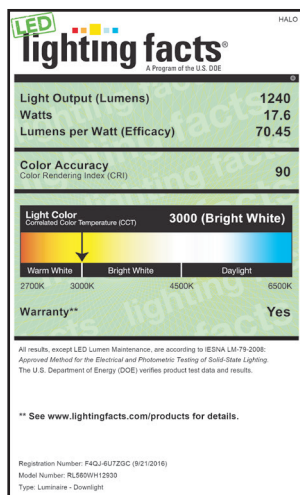 HALO
LED
lighting facts®
A Program of the U.S. DOE
Light Output (Lumens) 1240
Watts 17.6
Lumens per Watt (Efficacy) 70.45
Color Accuracy 90
Color Rendering Index (CRI)
Light Color 3000 (Bright White)
Correlated Color Temperature (CCT)
Warm White Bright White Daylight
2700K 3000K 4500K 6500K
Warranty** Yes
All results, except LED Lumen Maintenance, are according to IESNA LM-79-2008:
Approved Method for the Electrical and Photometric Testing of Solid-State Lighting.
The U.S. Department of Energy (DOE) verifies product test data and results.
** See www.lightingfacts.com/products for details.
Registration Number: F4QJ-6U7ZGC (9/21/2016)
Model Number: RL560WH12930
Type: Luminaire - Downlight